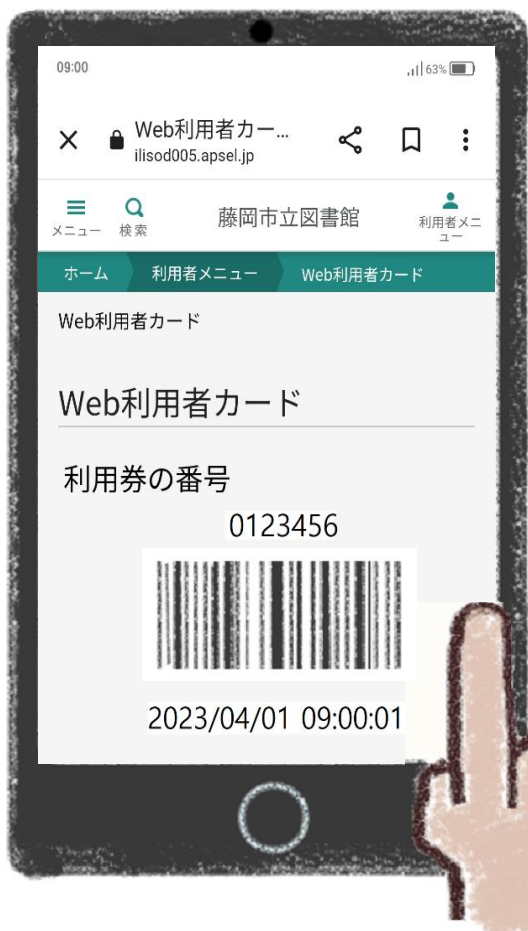 09:00
63%
Web利用者カー...
ilisod005.apsel.jp
メニュー
検索
藤岡市立図書館
利用者メニ
ュー
ホーム
利用者メニュー
Web利用者カード
Web利用者カード
Web利用者カード
利用券の番号
0123456
2023/04/01 09:00:01